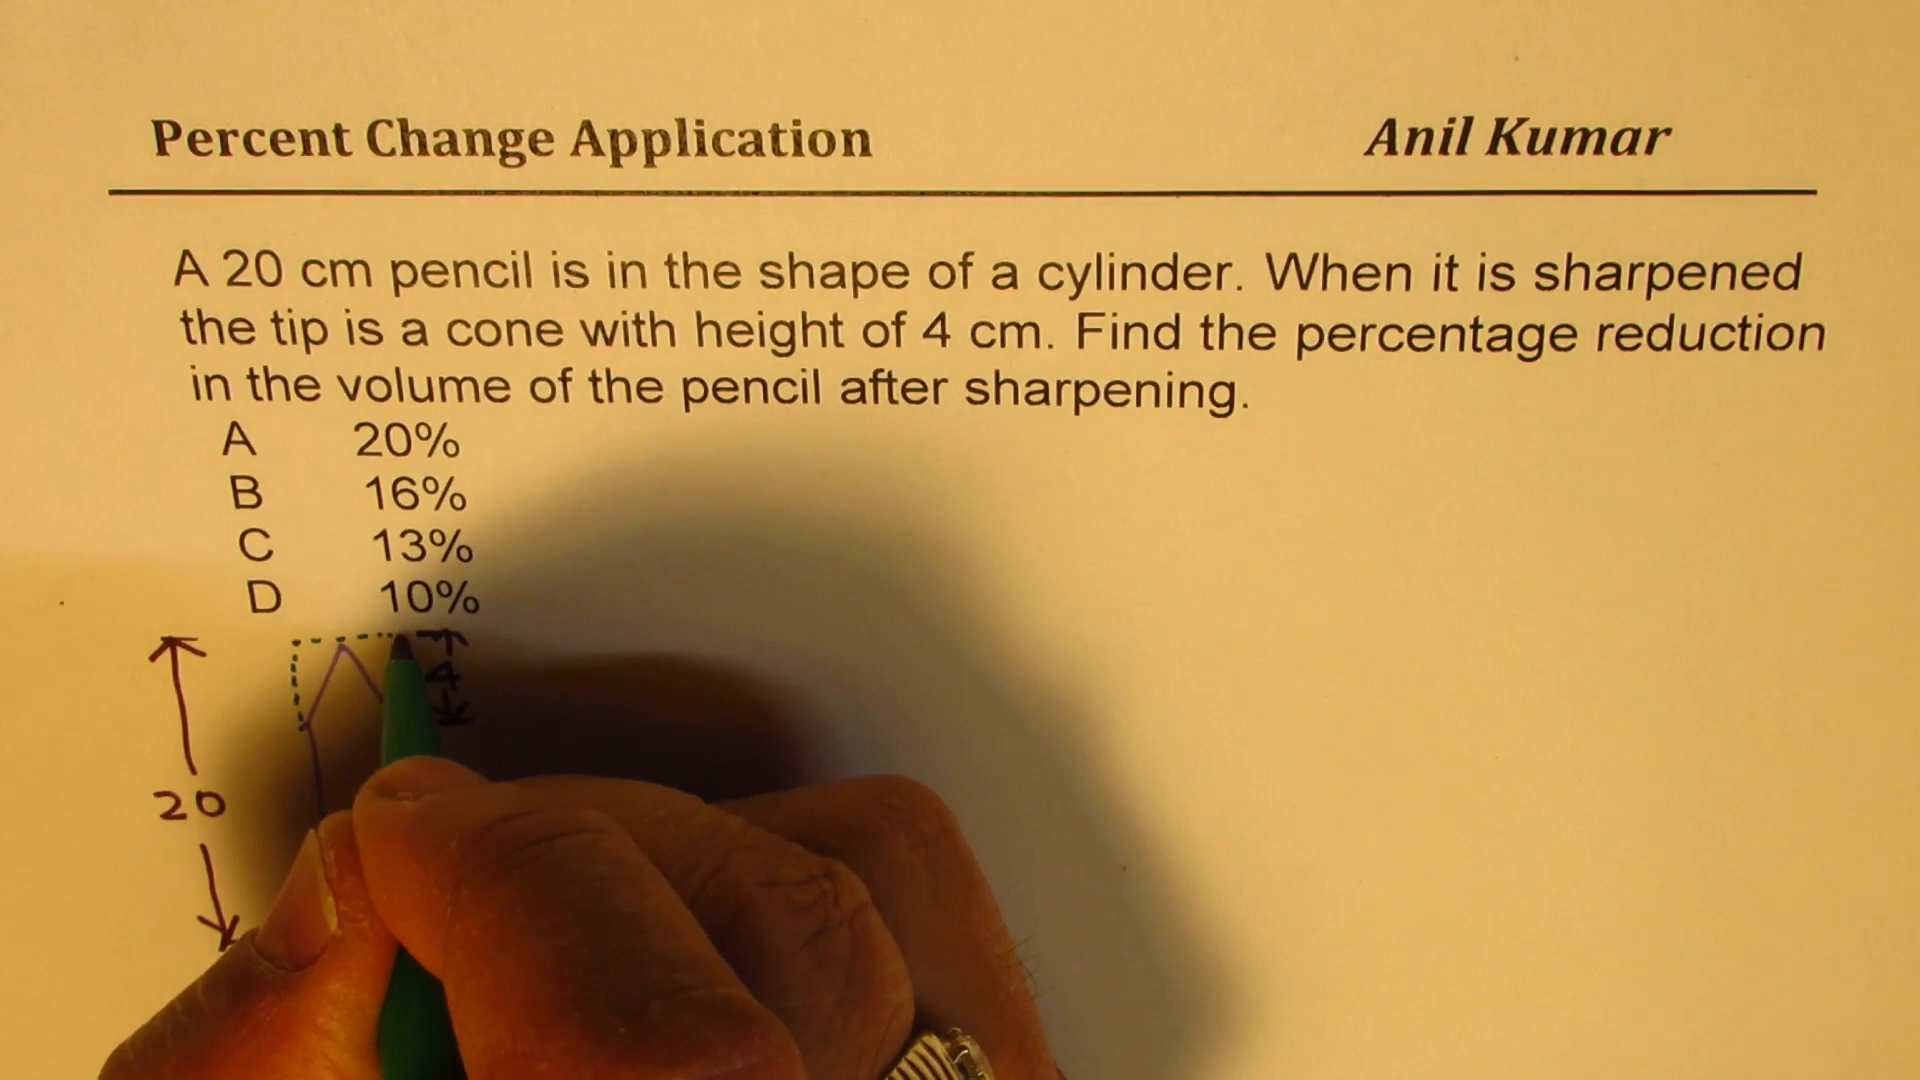 Percent Change Application Anil Kumar
A 20 cm pencil is in the shape of a cylinder. When it is sharpened
the tip is a cone with height of 4 cm. Find the percentage reduction
in the volume of the pencil after sharpening.
A 20%
B 16%
C 13%
D 10%
4
20